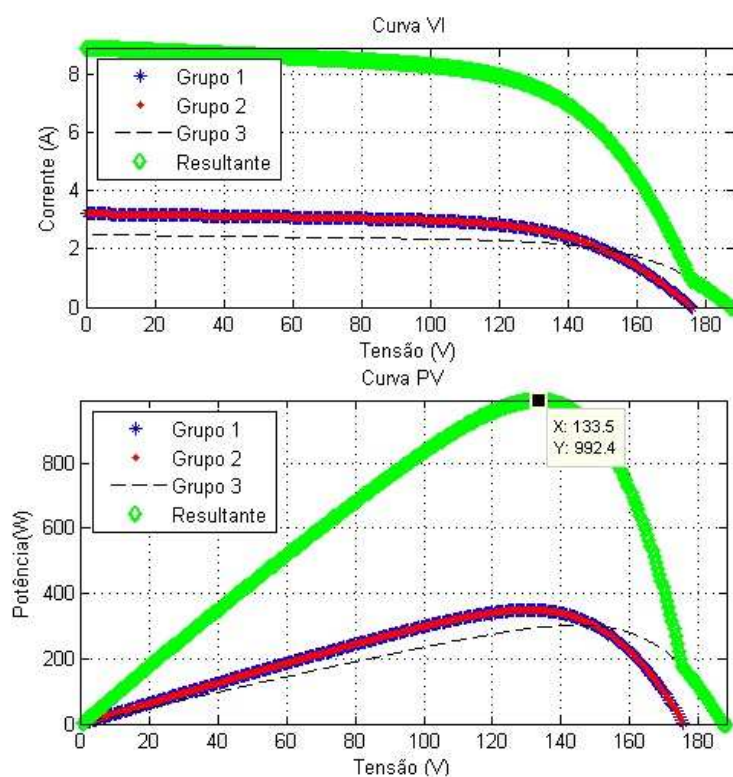 Curva VI
8
6
4
2
0
Corrente (A)
Grupo 1
Grupo 2
Grupo 3
Resultante
0 20 40 60 80 100 120 140 160 180
Tensão (V)
Curva PV
800
600
400
200
0
Potência(W)
Grupo 1
Grupo 2
Grupo 3
Resultante
X: 133.5
Y: 992.4
0 20 40 60 80 100 120 140 160 180
Tensão (V)